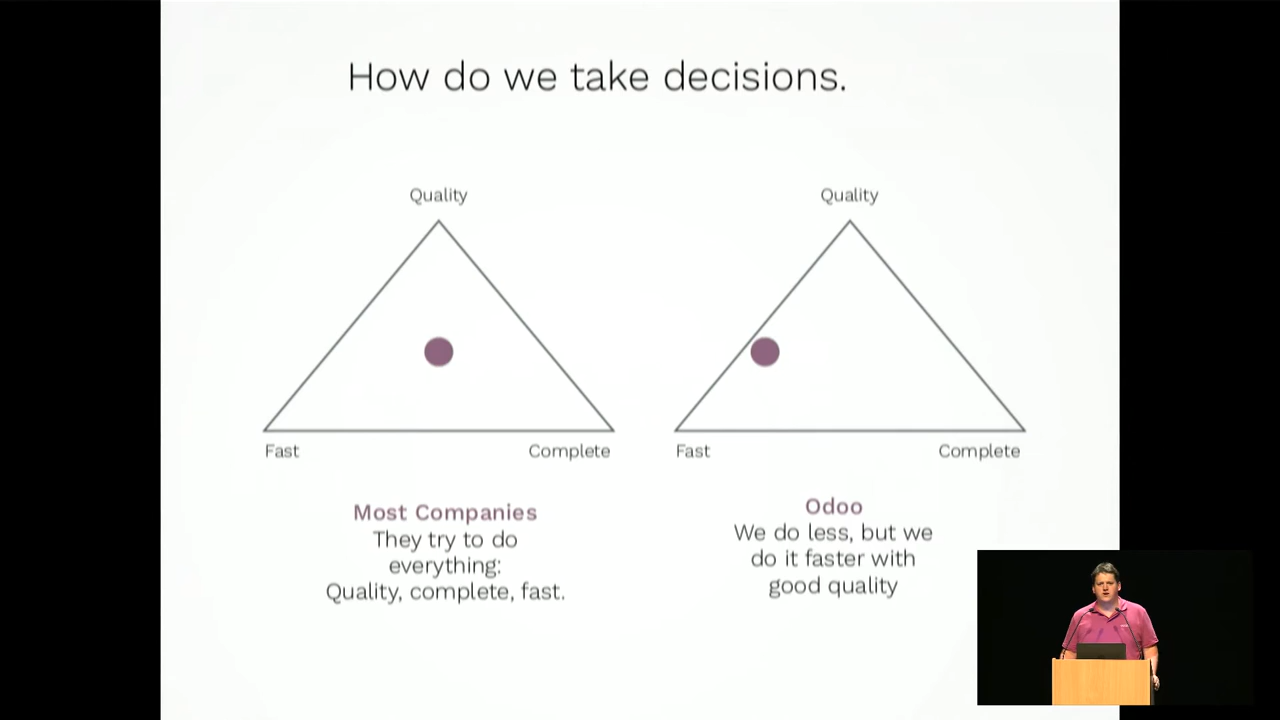 How do we take decisions.
Quality
Fast
Complete
Most Companies
They try to do
everything:
Quality, complete, fast.
Quality
Fast
Complete
Odoo
We do less, but we
do it faster with
good quality